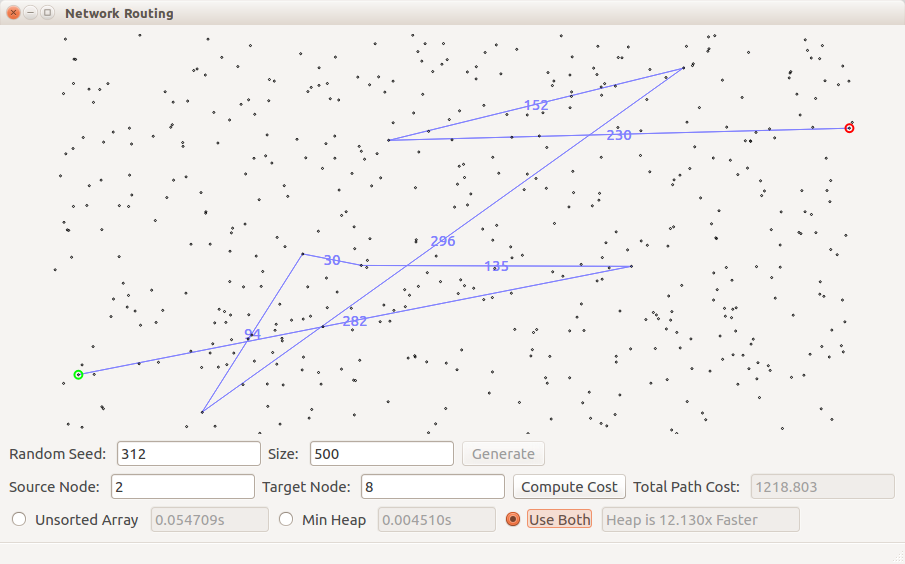 Network Routing
152
230
296
30
135
282
94
Random Seed: 312 Size: 500 Generate
Source Node: 2 Target Node: 8 Compute Cost Total Path Cost: 1218.803
Unsorted Array 0.054709s Min Heap 0.004510s Use Both Heap is 12.130x Faster